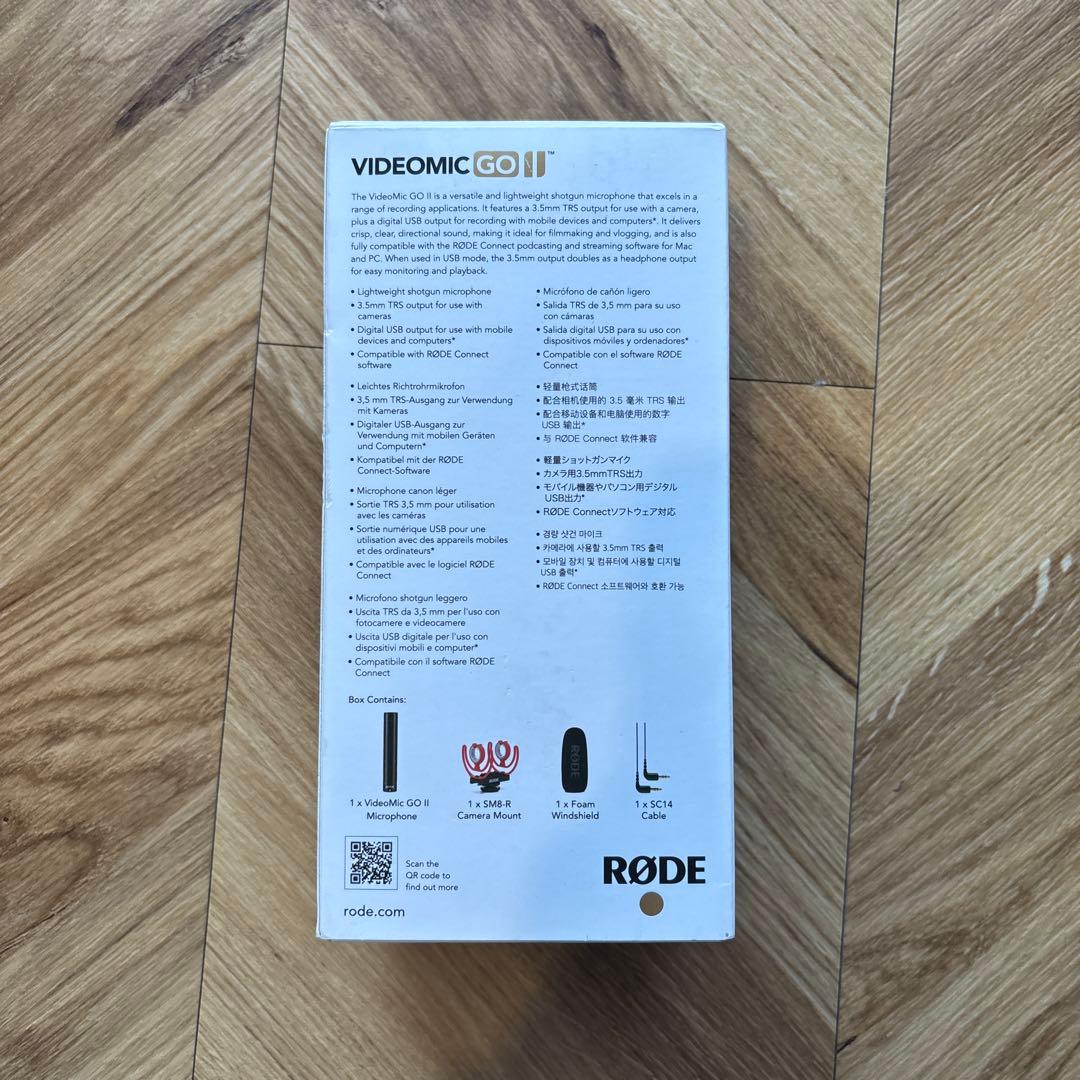 VIDEOMIC GO II™
The VideoMic GO II is a versatile and lightweight shotgun microphone that excels in a
range of recording applications. It features a 3.5mm TRS output for use with a camera,
plus a digital USB output for recording with mobile devices and computers*. It delivers
crisp, clear, directional sound, making it ideal for filmmaking and vlogging, and is also
fully compatible with the RØDE Connect podcasting and streaming software for Mac
and PC. When used in USB mode, the 3.5mm output doubles as a headphone output
for easy monitoring and playback.
• Lightweight shotgun microphone
• 3.5mm TRS output for use with
cameras
• Digital USB output for use with mobile
devices and computers*
• Compatible with RØDE Connect
software
• Leichtes Richtrohrmikrofon
• 3,5 mm TRS-Ausgang zur Verwendung
mit Kameras
• Digitaler USB-Ausgang zur
Verwendung mit mobilen Geräten
und Computern*
• Kompatibel mit der RØDE
Connect-Software
• Microphone canon léger
• Sortie TRS 3,5 mm pour utilisation
avec les caméras
• Sortie numérique USB pour une
utilisation avec des appareils mobiles
et des ordinateurs*
• Compatible avec le logiciel RØDE
Connect
• Microfono shotgun leggero
• Uscita TRS da 3,5 mm per l'uso con
fotocamere e videocamere
• Uscita USB digitale per l'uso con
dispositivi mobili e computer*
• Compatibile con il software RØDE
Connect
• Micrófono de cañón ligero
• Salida TRS de 3,5 mm para su uso
con cámaras
• Salida digital USB para su uso con
dispositivos móviles y ordenadores*
• Compatible con el software RØDE
Connect
• 轻量枪式话筒
• 配合相机使用的 3.5 毫米 TRS 输出
• 配合移动设备和电脑使用的数字
USB 输出*
• 与 RØDE Connect 软件兼容
• 軽量ショットガンマイク
• カメラ用3.5mmTRS出力
• モバイル機器やパソコン用デジタル
USB出力*
• RØDE Connectソフトウェア対応
• 경량 샷건 마이크
• 카메라에 사용할 3.5mm TRS 출력
• 모바일 장치 및 컴퓨터에 사용할 디지털
USB 출력*
• RØDE Connect 소프트웨어와 호환 가능
Box Contains:
RØDE
RØDE
1 x VideoMic GO II
Microphone
1 x SM8-R
Camera Mount
1 x Foam
Windshield
1 x SC14
Cable
Scan the
QR code to
find out more
RØDE
rode.com